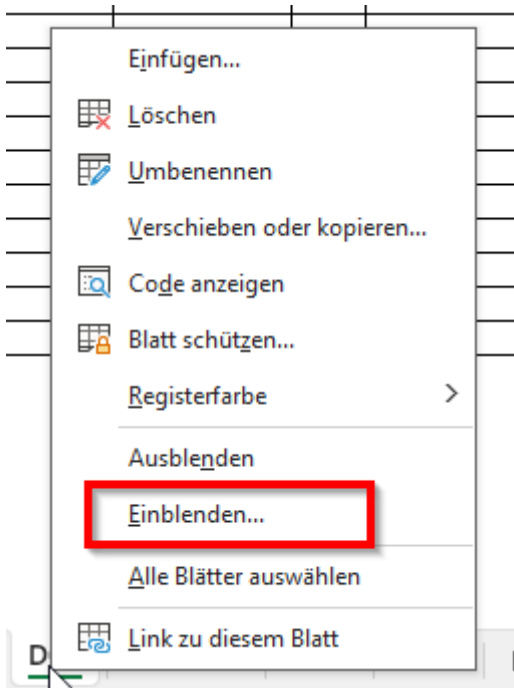 Einfügen...
Löschen
Umbenennen
Verschieben oder kopieren...
Code anzeigen
Blatt schützen...
Registerfarbe
Ausblenden
Einblenden...
Alle Blätter auswählen
Link zu diesem Blatt